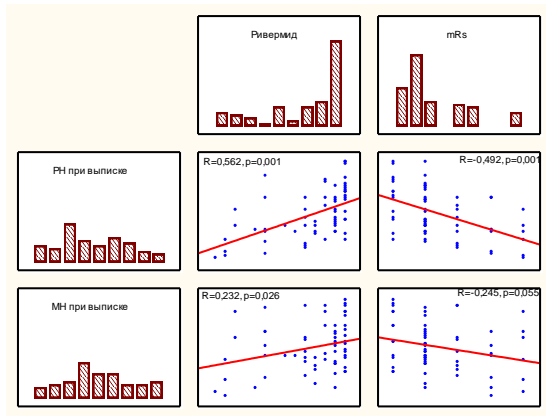 Ривермид
mRs
РН при выписке
R=0,562, p=0,001
R=-0,492, p=0,001
МН при выписке
R=0,232, p=0,026
R=-0,245, p=0,055